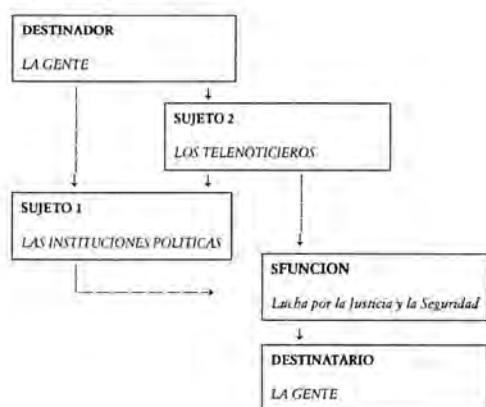 DESTINADOR
LA GENTE
SUJETO 2
LOS TELENOTICIEROS
SUJETO 1
LAS INSTITUCIONES POLITICAS
SFUNCION
Lucha por la Justicia y la Seguridad
DESTINATARIO
LA GENTE